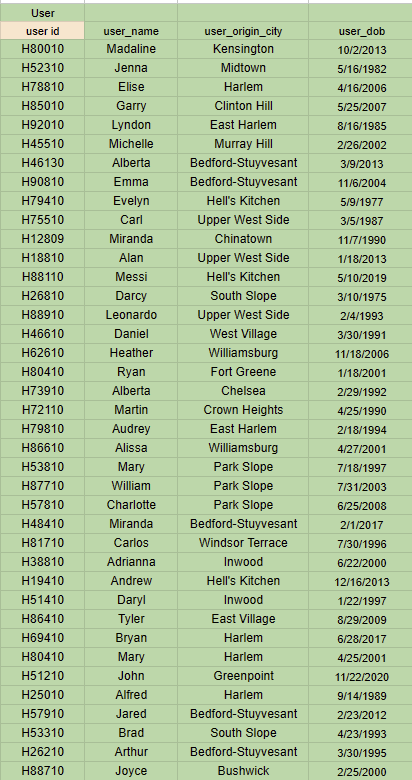 User
user id user_name user_origin_city user_dob
H80010 Madaline Kensington 10/2/2013
H52310 Jenna Midtown 5/16/1982
H78810 Elise Harlem 4/16/2006
H85010 Garry Clinton Hill 5/25/2007
H92010 Lyndon East Harlem 8/16/1985
H45510 Michelle Murray Hill 2/26/2002
H46130 Alberta Bedford-Stuyvesant 3/9/2013
H90810 Emma Bedford-Stuyvesant 11/6/2004
H79410 Evelyn Hell's Kitchen 5/9/1977
H75510 Carl Upper West Side 3/5/1987
H12809 Miranda Chinatown 11/7/1990
H18810 Alan Upper West Side 1/18/2013
H88110 Messi Hell's Kitchen 5/10/2019
H26810 Darcy South Slope 3/10/1975
H88910 Leonardo Upper West Side 2/4/1993
H46610 Daniel West Village 3/30/1991
H62610 Heather Williamsburg 11/18/2006
H80410 Ryan Fort Greene 1/18/2001
H73910 Alberta Chelsea 2/29/1992
H72110 Martin Crown Heights 4/25/1990
H79810 Audrey East Harlem 2/18/1994
H86610 Alissa Williamsburg 4/27/2001
H53810 Mary Park Slope 7/18/1997
H87710 William Park Slope 7/31/2003
H57810 Charlotte Park Slope 6/25/2008
H48410 Miranda Bedford-Stuyvesant 2/1/2017
H81710 Carlos Windsor Terrace 7/30/1996
H38810 Adrianna Inwood 6/22/2000
H19410 Andrew Hell's Kitchen 12/16/2013
H51410 Daryl Inwood 1/22/1997
H86410 Tyler East Village 8/29/2009
H69410 Bryan Harlem 6/28/2017
H80410 Mary Harlem 4/25/2001
H51210 John Greenpoint 11/22/2020
H25010 Alfred Harlem 9/14/1989
H57910 Jared Bedford-Stuyvesant 2/23/2012
H53310 Brad South Slope 4/23/1993
H26210 Arthur Bedford-Stuyvesant 3/30/1995
H88710 Joyce Bushwick 2/25/2000